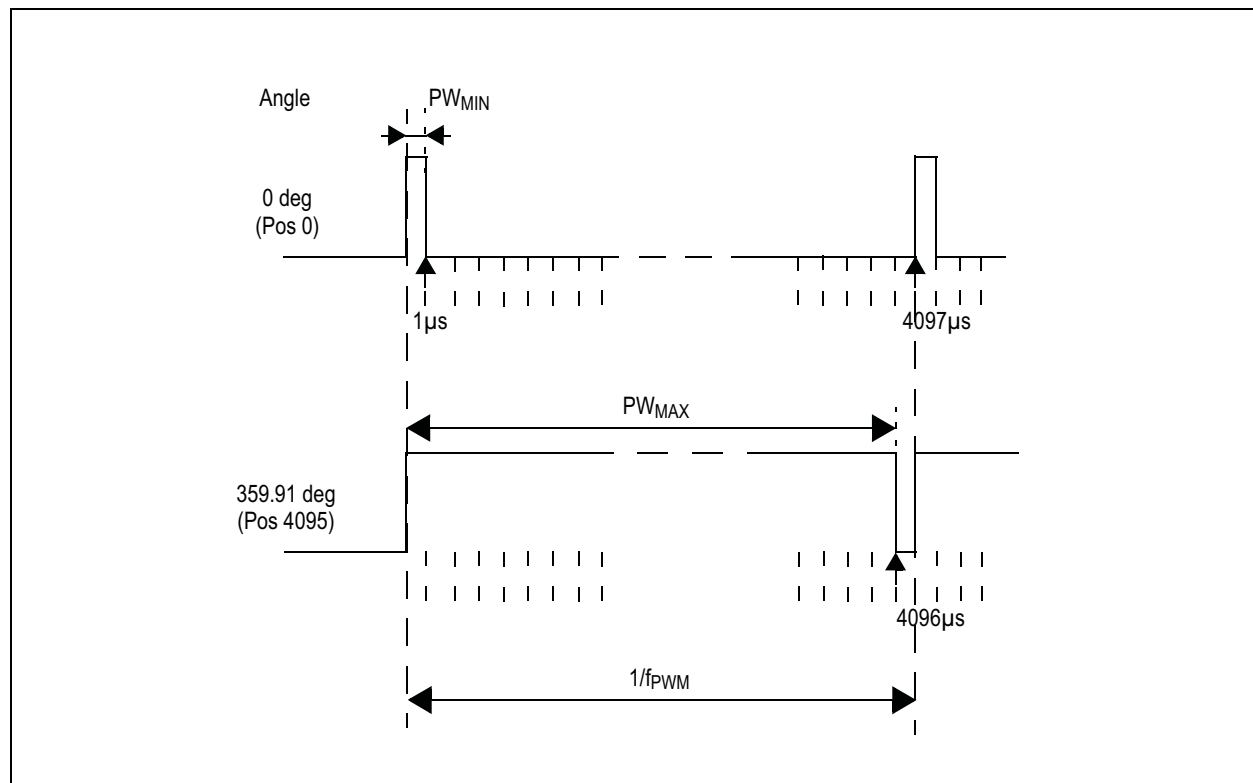 Angle
PWMIN
0 deg
(Pos 0)
1µs
4097µs
PWMAX
359.91 deg
(Pos 4095)
4096µs
1/fPWM